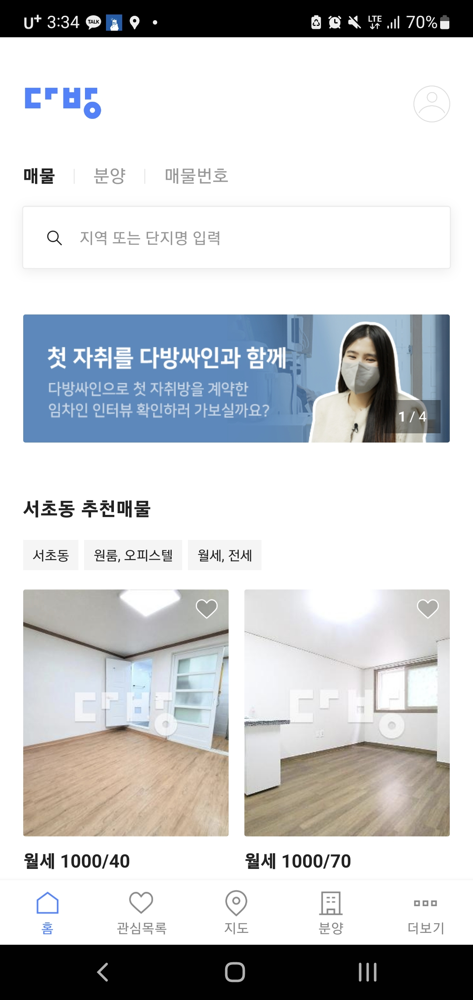 U+ 3:34 TALK LTE 70%
다방
매물 분양 매물번호
지역 또는 단지명 입력
첫 자취를 다방싸인과 함께
다방싸인으로 첫 자취방을 계약한
임차인 인터뷰 확인하러 가보실까요?
1 / 4
서초동 추천매물
서초동 원룸, 오피스텔 월세, 전세
다방 다방
월세 1000/40 월세 1000/70
홈 관심목록 지도 분양 더보기